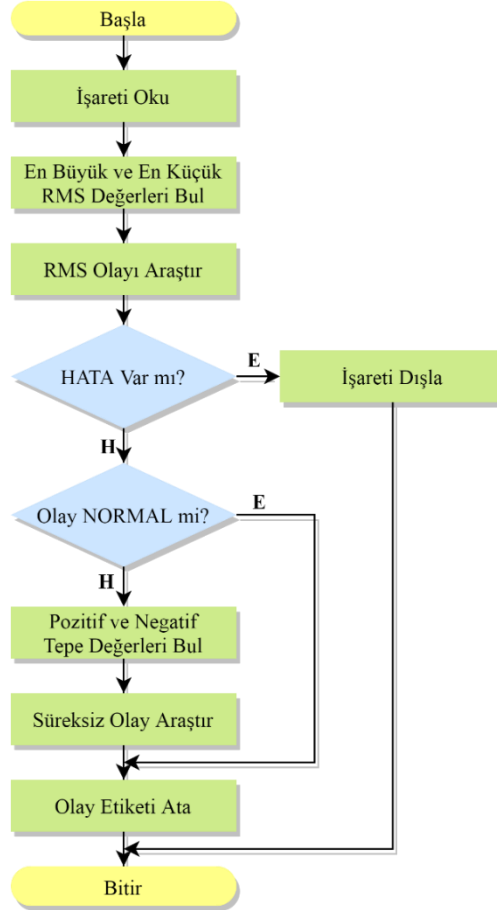 Başla
İşareti Oku
En Büyük ve En Küçük
RMS Değerleri Bul
RMS Olayı Araştır
HATA Var mı?
E
İşareti Dışla
H
Olay NORMAL mi?
E
H
Pozitif ve Negatif
Tepe Değerleri Bul
Süreksiz Olay Araştır
Olay Etiketi Ata
Bitir